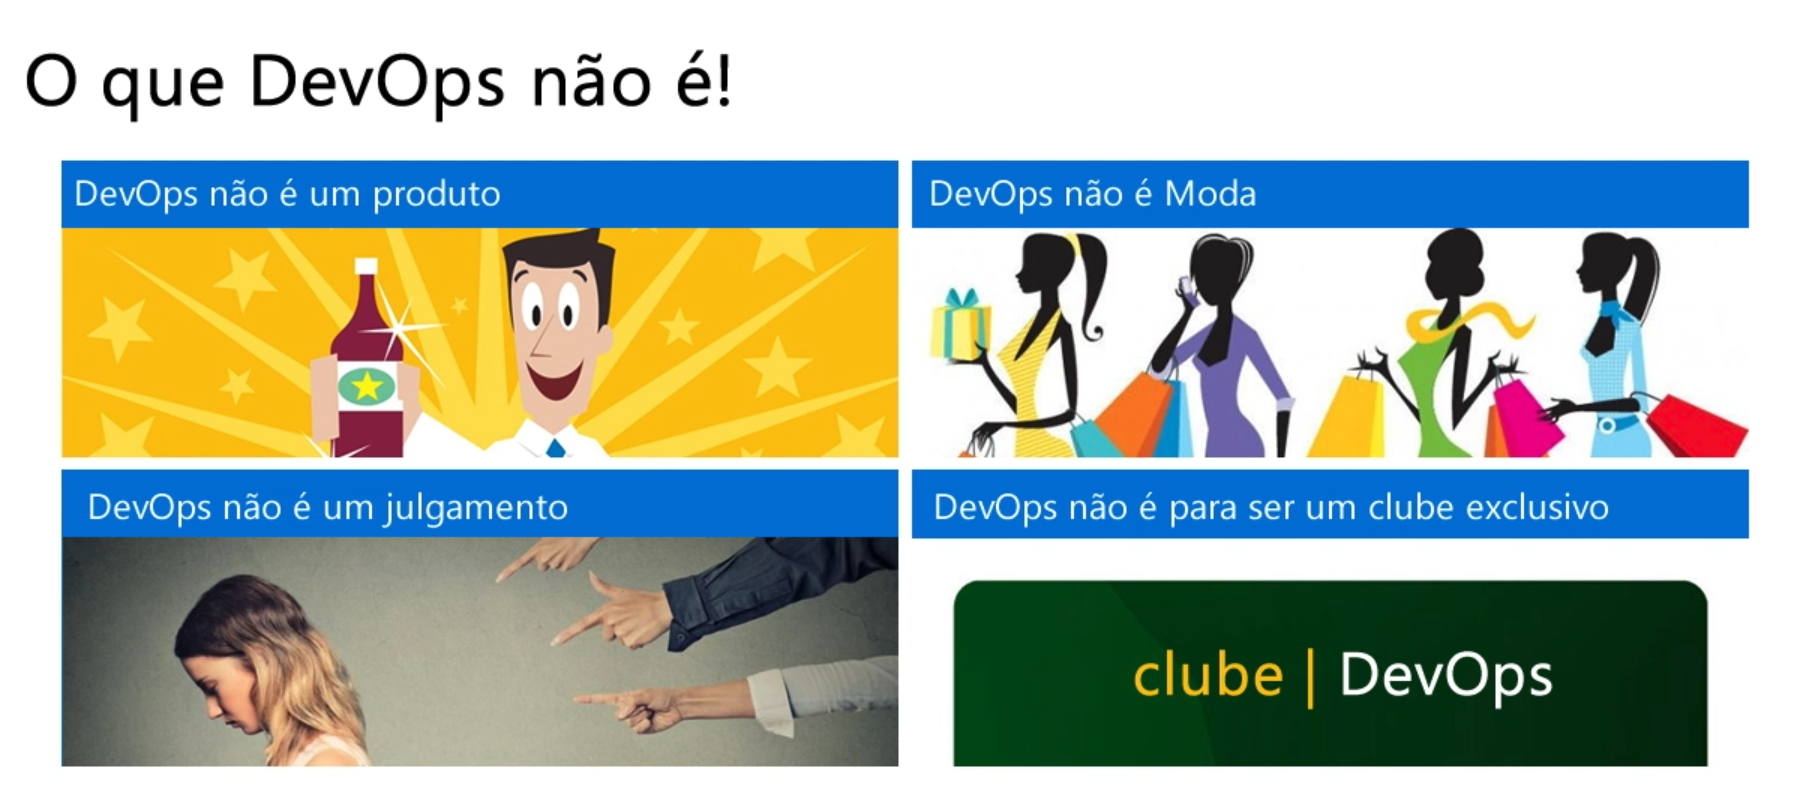 O que DevOps não é!
DevOps não é um produto
DevOps não é Moda
DevOps não é um julgamento
DevOps não é para ser um clube exclusivo
clube | DevOps